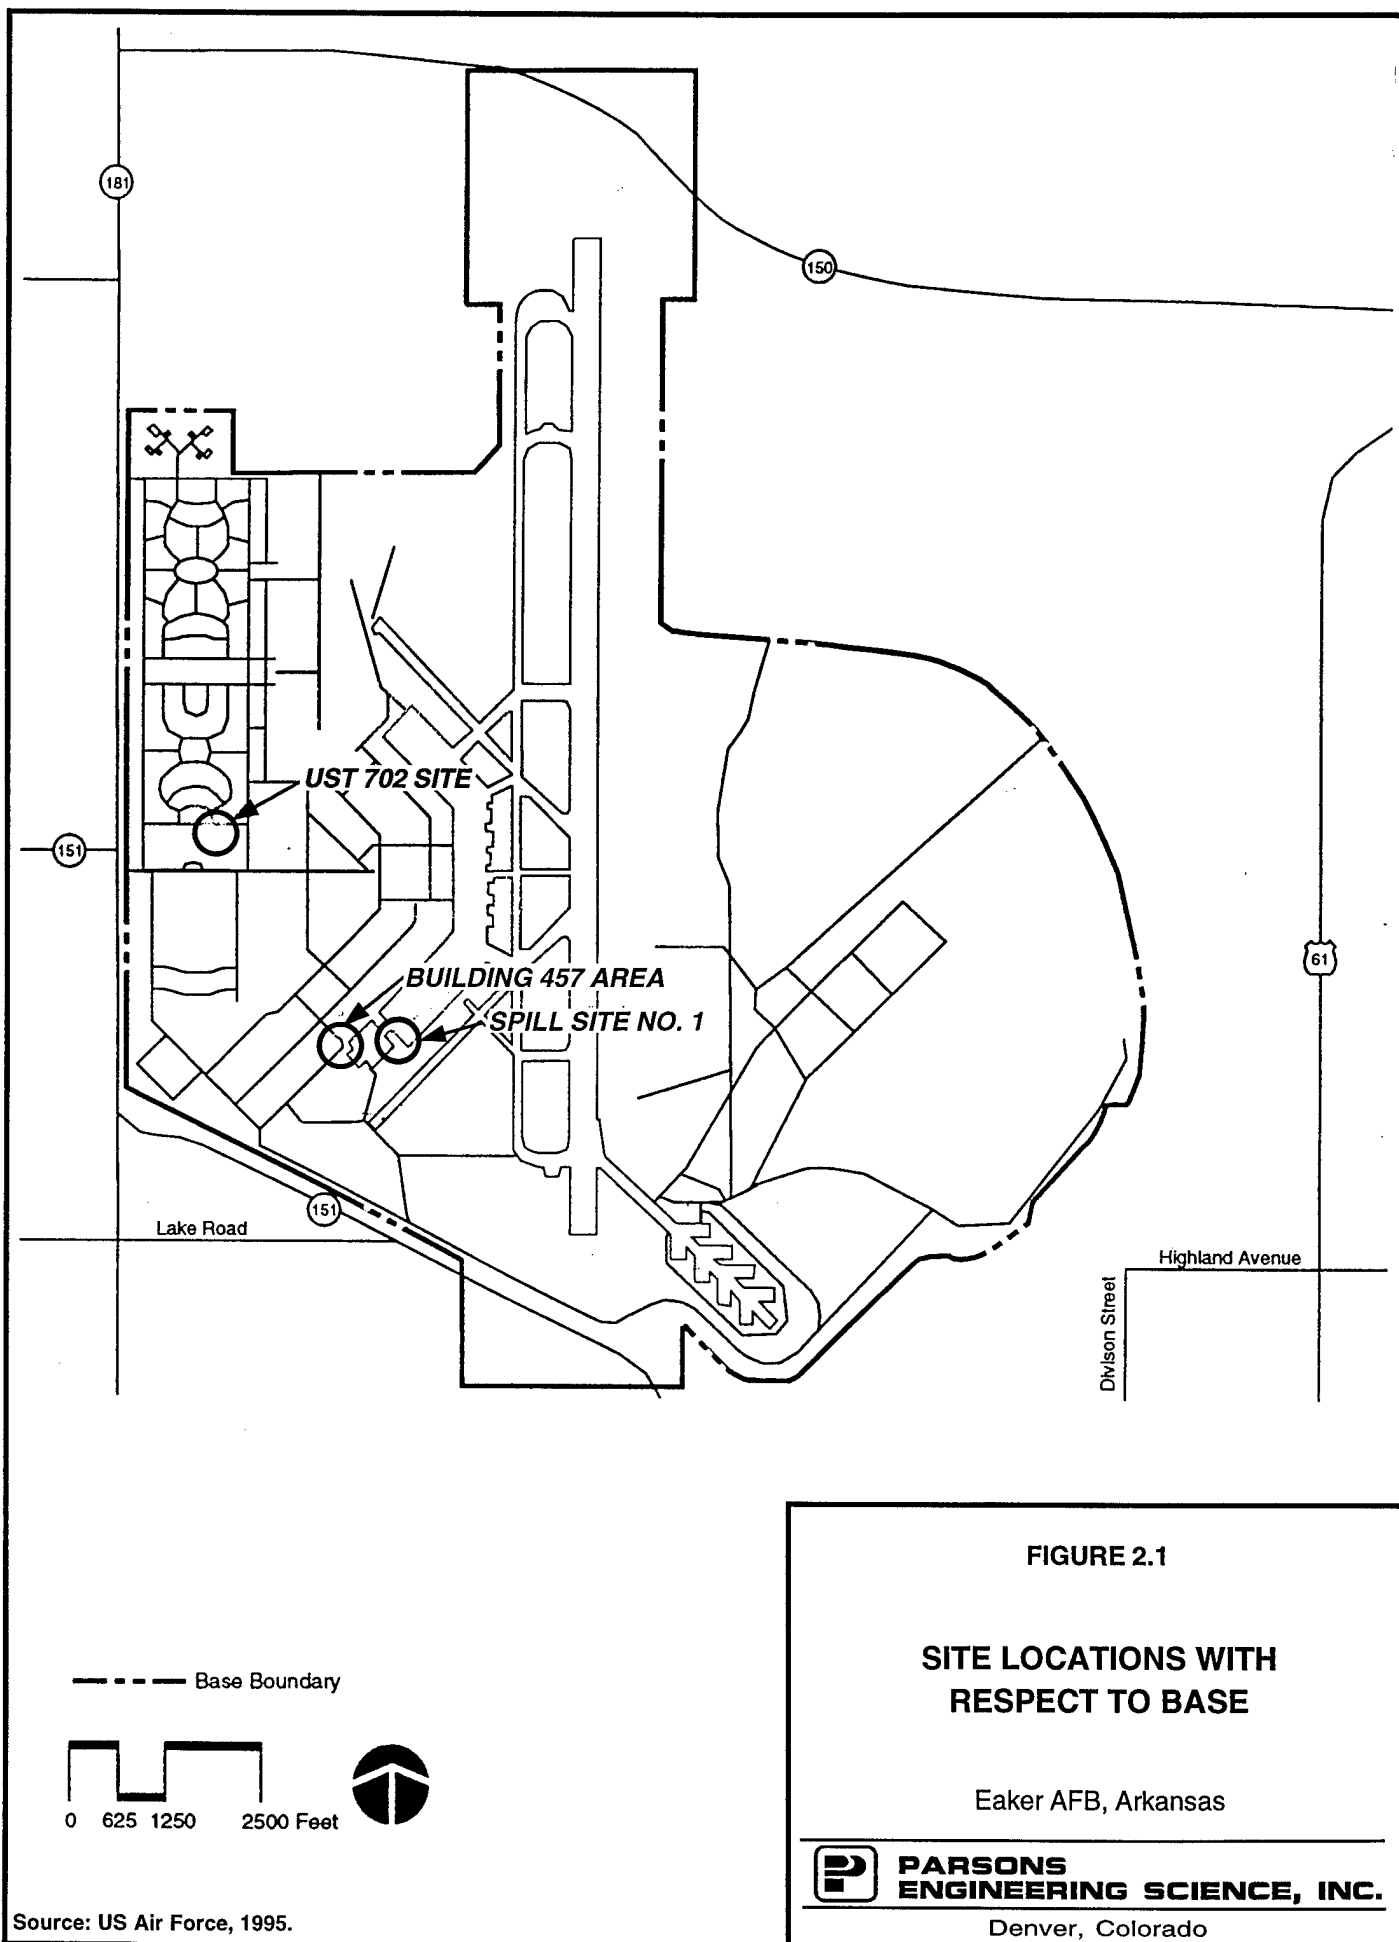 181
150
UST 702 SITE
151
61
BUILDING 457 AREA
SPILL SITE NO. 1
151
Lake Road
Highland Avenue
Divison Street
FIGURE 2.1
SITE LOCATIONS WITH
RESPECT TO BASE
Base Boundary
0 625 1250 2500 Feet
Eaker AFB, Arkansas
PARSONS
ENGINEERING SCIENCE, INC.
Denver, Colorado
Source: US Air Force, 1995.